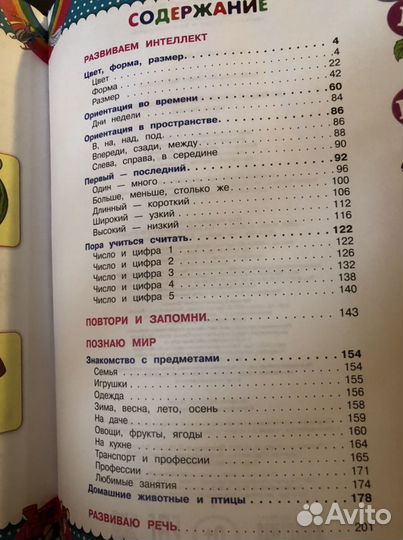 СОДЕРЖАНИЕ
РАЗВИВАЕМ ИНТЕЛЛЕКТ 4
Цвет, форма, размер. 4
Цвет 22
Форма 42
Размер
Ориентация во времени 60
Дни недели 84
Ориентация в пространстве 86
В, на, над, под. 86
Впереди, сзади, между. 88
Слева, справа, в середине 90
Первый — последний. 92
Один — много 96
Больше, меньше, столько же 100
Длинный — короткий 106
Широкий — узкий 112
Высокий — низкий 116
Пора учиться считать. 122
Число и цифра 1 122
Число и цифра 2 126
Число и цифра 3 132
Число и цифра 4 138
Число и цифра 5 140
ПОВТОРИ И ЗАПОМНИ. 143
ПОЗНАЮ МИР
Знакомство с предметами 154
Семья 154
Игрушки 155
Одежда 156
Зима, весна, лето, осень 158
На даче 159
Овощи, фрукты, ягоды 160
На кухне 164
Транспорт и профессии 165
Профессии 171
Любимые занятия 174
Домашние животные и птицы 178
РАЗВИВАЮ РЕЧЬ. 201
Avito